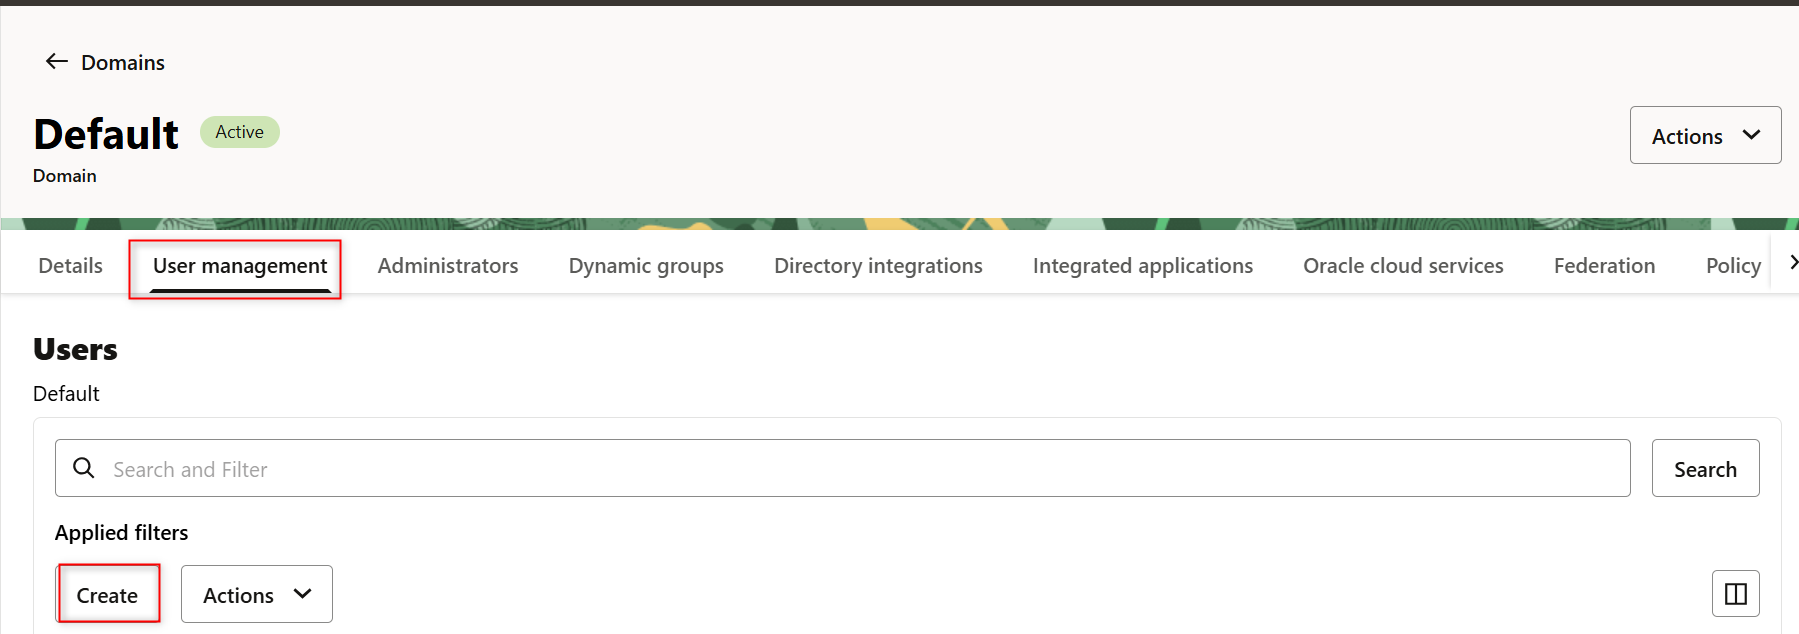 Domains
Default Active
Actions
Domain
Details User management Administrators Dynamic groups Directory integrations Integrated applications Oracle cloud services Federation Policy
Users
Default
Search and Filter Search
Applied filters
Create Actions